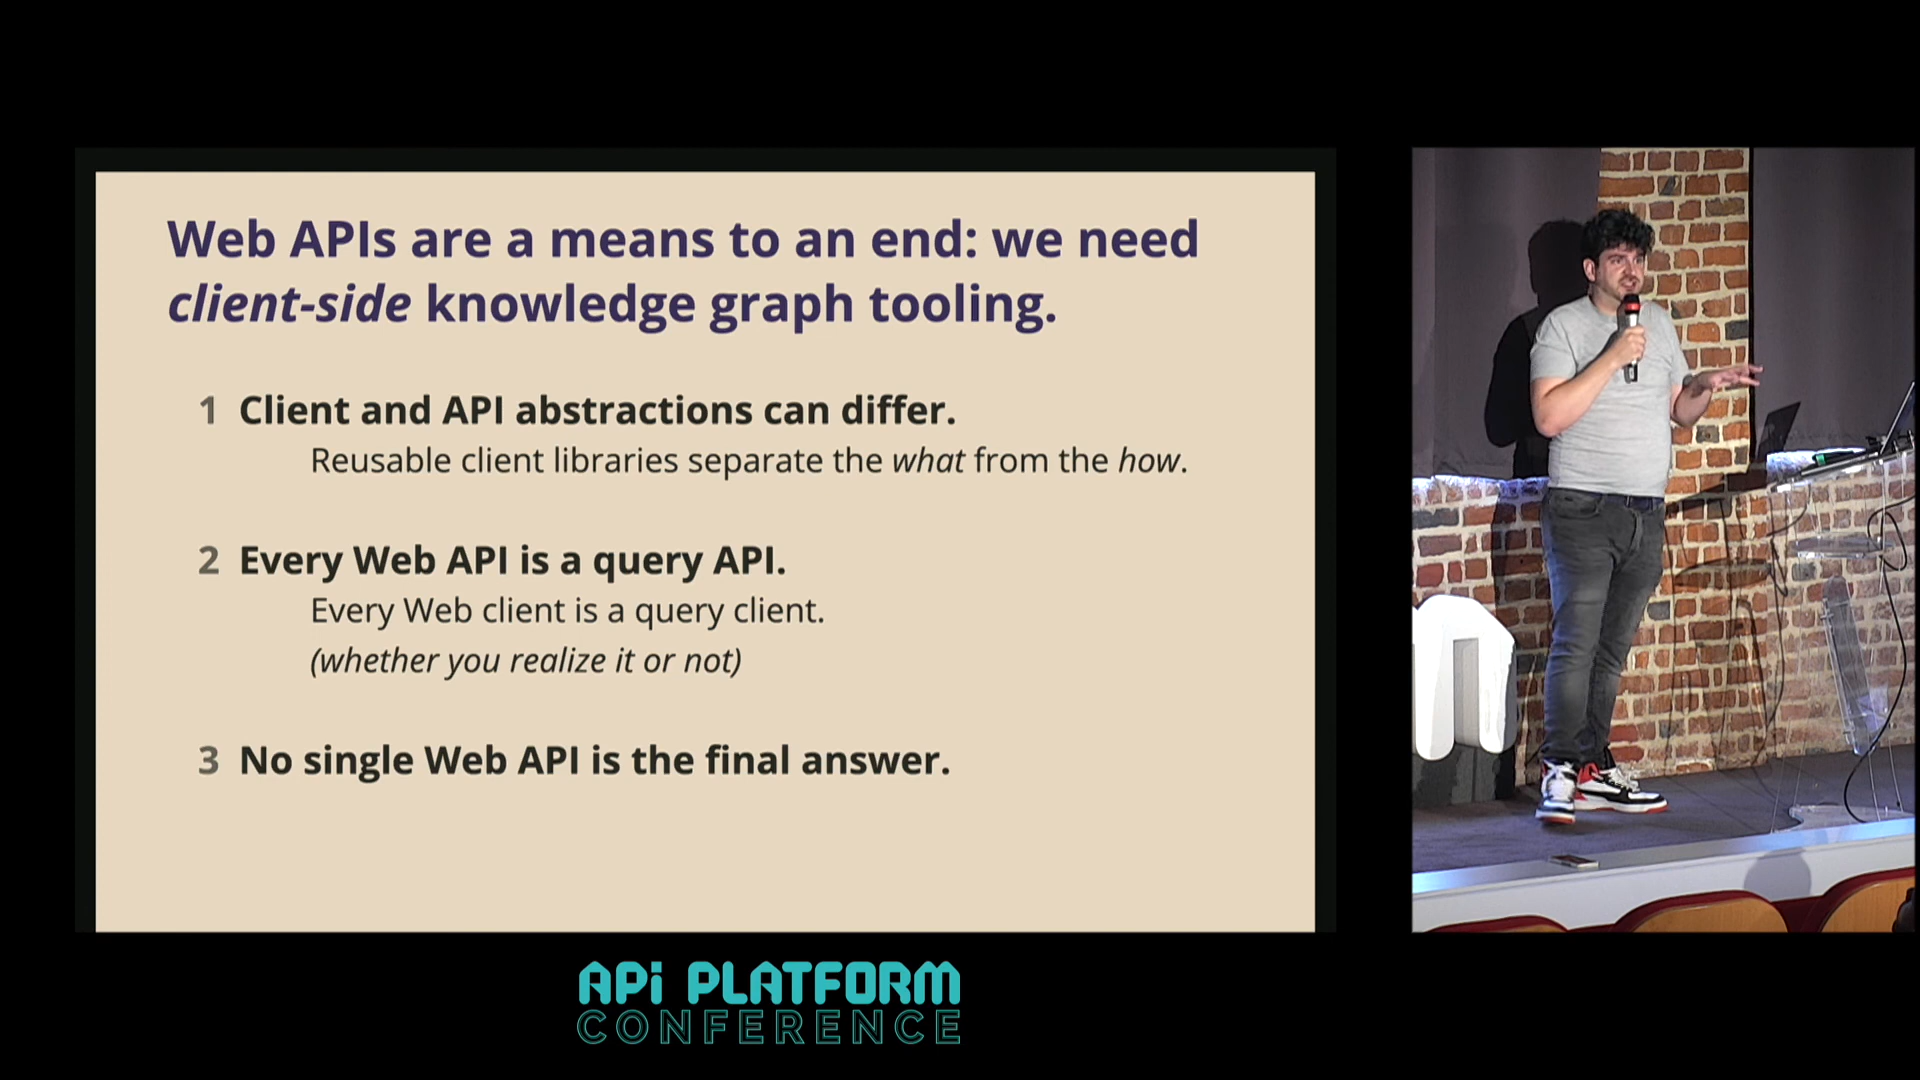 Web APIs are a means to an end: we need
client-side knowledge graph tooling.
1 Client and API abstractions can differ.
Reusable client libraries separate the what from the how.
2 Every Web API is a query API.
Every Web client is a query client.
(whether you realize it or not)
3 No single Web API is the final answer.
APi PLATFORM
CONFERENCE